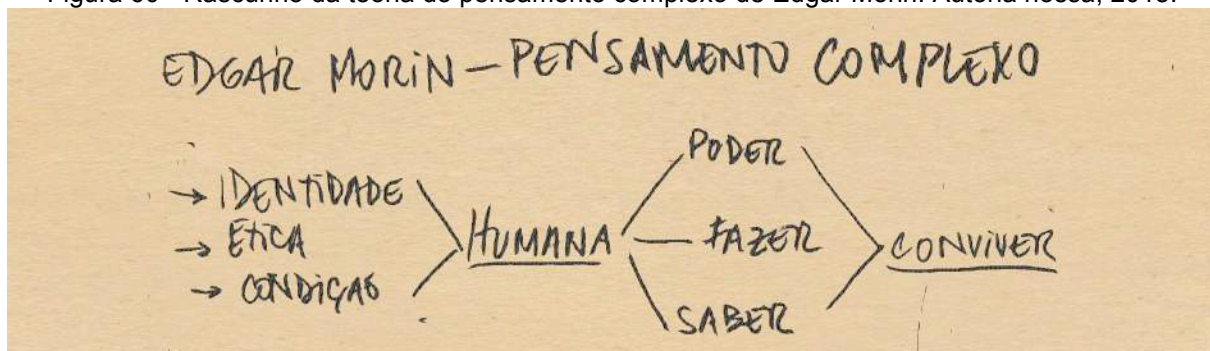 EDGAR MORIN – PENSAMENTO COMPLEXO
PODER
→ IDENTIDADE
→ ÉTICA
→ CONDIÇÃO
HUMANA
FAZER
CONVIVER
SABER